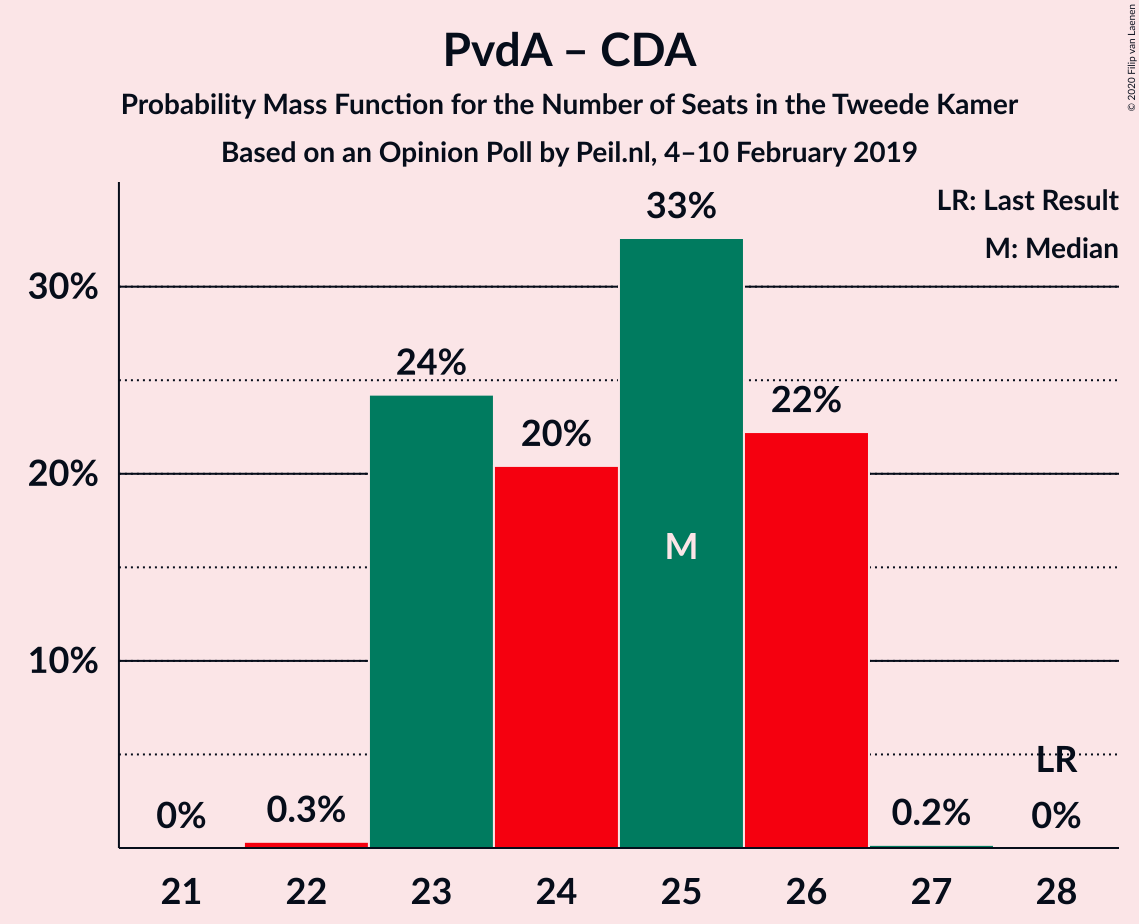 PvdA – CDA
Probability Mass Function for the Number of Seats in the Tweede Kamer
Based on an Opinion Poll by Peil.nl, 4–10 February 2019
© 2020 Filip van Laenen
LR: Last Result
M: Median
30%
20%
10%
0%
0.3%
24%
20%
33%
M
22%
0.2%
LR
0%
21 22 23 24 25 26 27 28